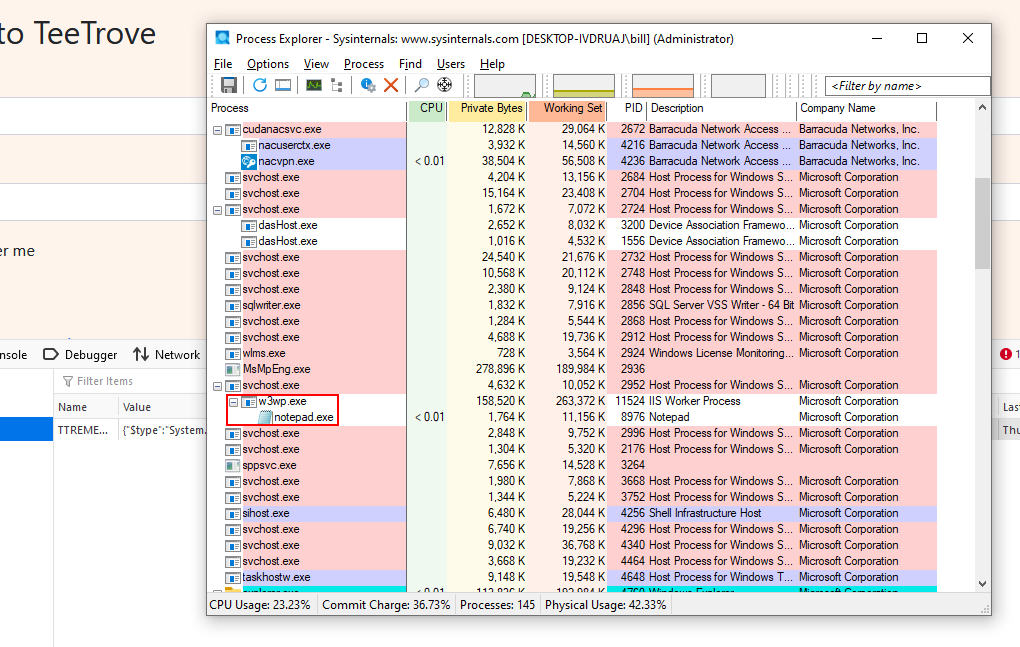 to TeeTrove
er me
nsole Debugger Network
1
Filter Items
Name Value
Las
TTREME... {"$type":"System.
Thu
Process Explorer - Sysinternals: www.sysinternals.com [DESKTOP-IVDRUAJ\bill] (Administrator)
File Options View Process Find Users Help
<Filter by name>
Process CPU Private Bytes Working Set PID Description Company Name
cudanacsvc.exe 12,828 K 29,064 K 2672 Barracuda Network Access ... Barracuda Networks, Inc.
nacuserctx.exe 3,932 K 14,560 K 4216 Barracuda Network Access ... Barracuda Networks, Inc.
nacvpn.exe < 0.01 38,504 K 56,508 K 4236 Barracuda Network Access ... Barracuda Networks, Inc.
svchost.exe 4,204 K 13,156 K 2684 Host Process for Windows S... Microsoft Corporation
svchost.exe 15,164 K 23,408 K 2704 Host Process for Windows S... Microsoft Corporation
svchost.exe 1,672 K 7,072 K 2724 Host Process for Windows S... Microsoft Corporation
dasHost.exe 2,652 K 8,032 K 3200 Device Association Framewo... Microsoft Corporation
dasHost.exe 1,016 K 4,532 K 1556 Device Association Framewo... Microsoft Corporation
svchost.exe 24,540 K 21,676 K 2732 Host Process for Windows S... Microsoft Corporation
svchost.exe 10,568 K 20,112 K 2748 Host Process for Windows S... Microsoft Corporation
svchost.exe 2,380 K 9,124 K 2848 Host Process for Windows S... Microsoft Corporation
sqlwriter.exe 1,832 K 7,916 K 2856 SQL Server VSS Writer - 64 Bit Microsoft Corporation
svchost.exe 1,284 K 5,544 K 2868 Host Process for Windows S... Microsoft Corporation
svchost.exe 4,688 K 19,736 K 2912 Host Process for Windows S... Microsoft Corporation
wlms.exe 728 K 3,564 K 2924 Windows License Monitoring... Microsoft Corporation
MsMpEng.exe 278,896 K 189,984 K 2936
svchost.exe 4,632 K 10,052 K 2952 Host Process for Windows S... Microsoft Corporation
w3wp.exe 158,520 K 263,372 K 11524 IIS Worker Process Microsoft Corporation
notepad.exe < 0.01 1,764 K 11,156 K 8976 Notepad Microsoft Corporation
svchost.exe 2,848 K 9,752 K 2996 Host Process for Windows S... Microsoft Corporation
svchost.exe 1,304 K 5,320 K 2176 Host Process for Windows S... Microsoft Corporation
sppsvc.exe 7,656 K 14,528 K 3264
svchost.exe 1,980 K 7,868 K 3668 Host Process for Windows S... Microsoft Corporation
svchost.exe 1,344 K 5,224 K 3752 Host Process for Windows S... Microsoft Corporation
sihost.exe 6,480 K 28,044 K 4256 Shell Infrastructure Host Microsoft Corporation
svchost.exe 6,740 K 19,256 K 4296 Host Process for Windows S... Microsoft Corporation
svchost.exe 9,032 K 36,768 K 4340 Host Process for Windows S... Microsoft Corporation
svchost.exe 3,668 K 19,232 K 4464 Host Process for Windows S... Microsoft Corporation
taskhostw.exe 9,148 K 19,548 K 4648 Host Process for Windows T... Microsoft Corporation
CPU Usage: 23.23% Commit Charge: 36.73% Processes: 145 Physical Usage: 42.33%